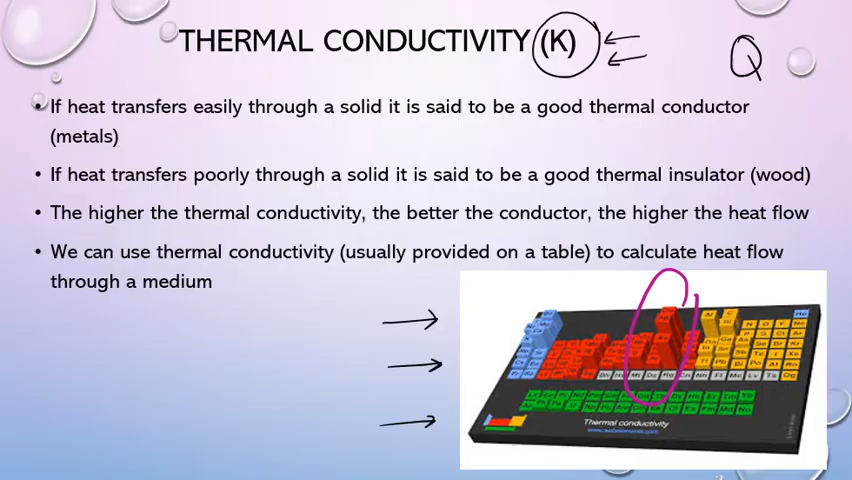 THERMAL CONDUCTIVITY (K)
Q
• If heat transfers easily through a solid it is said to be a good thermal conductor
(metals)
• If heat transfers poorly through a solid it is said to be a good thermal insulator (wood)
• The higher the thermal conductivity, the better the conductor, the higher the heat flow
• We can use thermal conductivity (usually provided on a table) to calculate heat flow
through a medium
Thermal conductivity